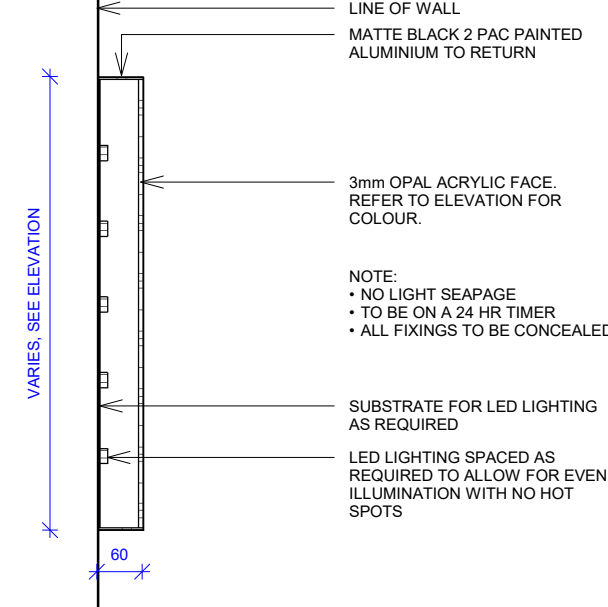 LINE OF WALL
MATTE BLACK 2 PAC PAINTED
ALUMINIUM TO RETURN
3mm OPAL ACRYLIC FACE.
REFER TO ELEVATION FOR
COLOUR.
NOTE:
• NO LIGHT SEAPAGE
• TO BE ON A 24 HR TIMER
• ALL FIXINGS TO BE CONCEALED
SUBSTRATE FOR LED LIGHTING
AS REQUIRED
LED LIGHTING SPACED AS
REQUIRED TO ALLOW FOR EVEN
ILLUMINATION WITH NO HOT
SPOTS
VARIES, SEE ELEVATION
60